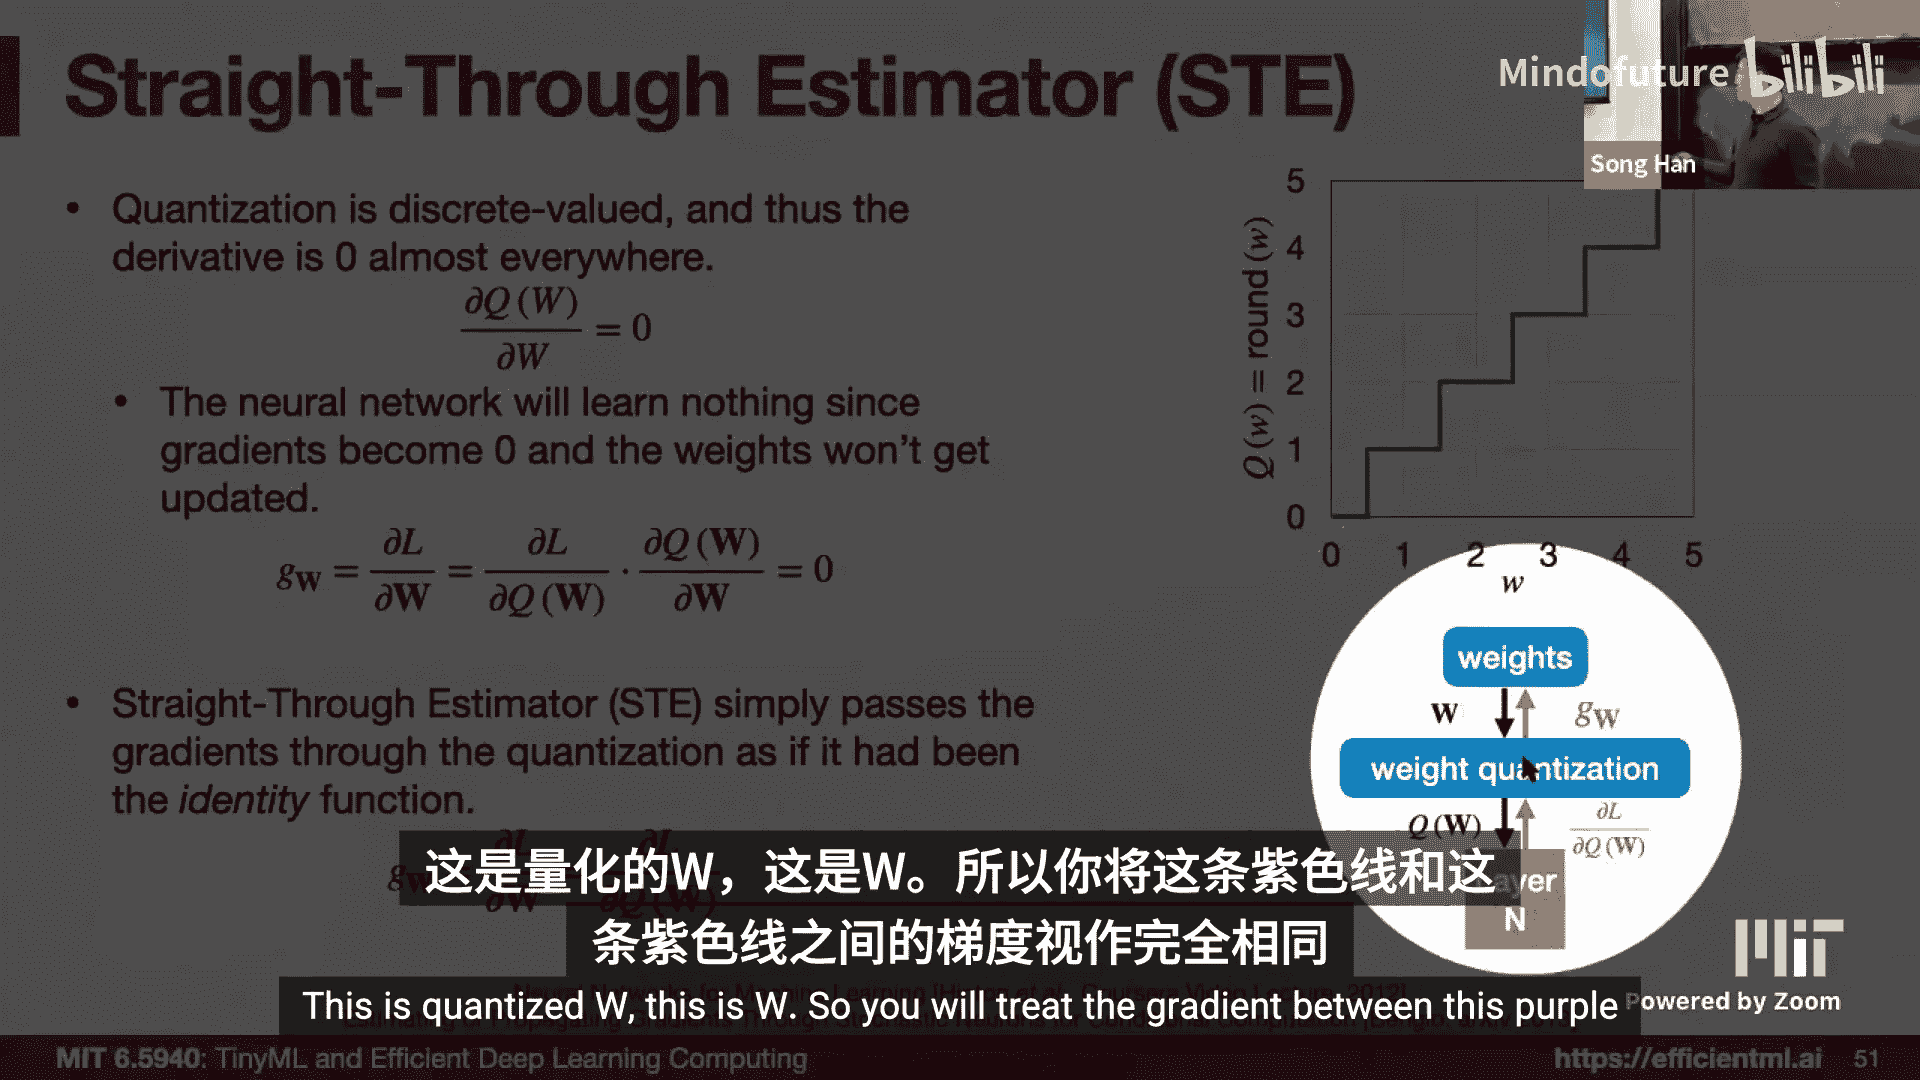 Straight-Through Estimator (STE)
Mindofuture bilibili
Song Han
• Quantization is discrete-valued, and thus the
derivative is 0 almost everywhere.
∂Q(W)/∂W = 0
• The neural network will learn nothing since
gradients become 0 and the weights won't get
updated.
g_W = ∂L/∂W = ∂L/∂Q(W) · ∂Q(W)/∂W = 0
• Straight-Through Estimator (STE) simply passes the
gradients through the quantization as if it had been
the identity function.
Q(w) = round(w)
5
4
3
2
1
0
0 1 2 3 4 5
w
weights
W g_W
weight quantization
Q(W) ∂L/∂Q(W)
N
这是量化的W，这是W。所以你将这条紫色线和这
条紫色线之间的梯度视作完全相同
This is quantized W, this is W. So you will treat the gradient between this purple
MIT
Powered by Zoom
MIT 6.5940: TinyML and Efficient Deep Learning Computing
https://efficientml.ai
51